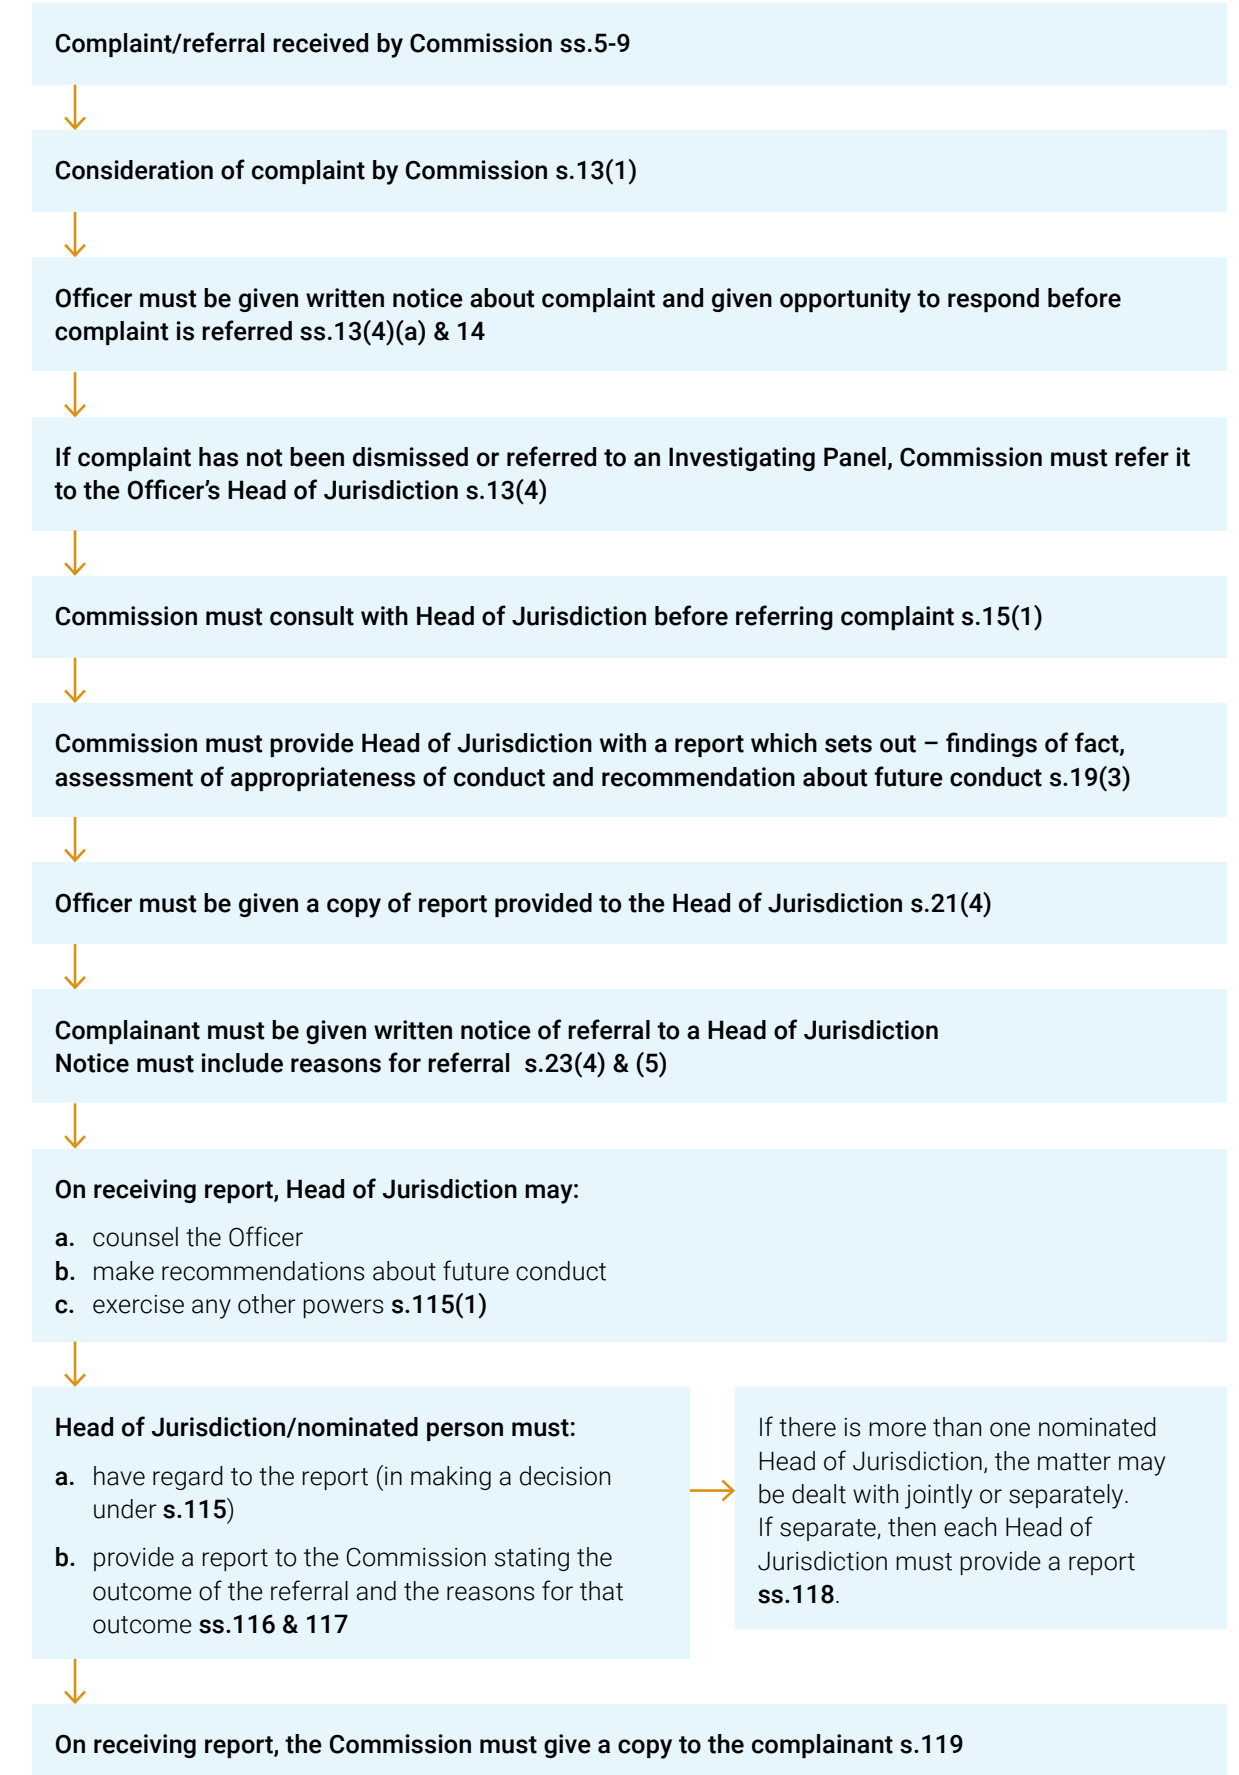 Complaint/referral received by Commission ss.5-9
Consideration of complaint by Commission s.13(1)
Officer must be given written notice about complaint and given opportunity to respond before
complaint is referred ss.13(4)(a) & 14
If complaint has not been dismissed or referred to an Investigating Panel, Commission must refer it
to the Officer's Head of Jurisdiction s.13(4)
Commission must consult with Head of Jurisdiction before referring complaint s.15(1)
Commission must provide Head of Jurisdiction with a report which sets out – findings of fact,
assessment of appropriateness of conduct and recommendation about future conduct s.19(3)
Officer must be given a copy of report provided to the Head of Jurisdiction s.21(4)
Complainant must be given written notice of referral to a Head of Jurisdiction
Notice must include reasons for referral s.23(4) & (5)
On receiving report, Head of Jurisdiction may:
a. counsel the Officer
b. make recommendations about future conduct
c. exercise any other powers s.115(1)
Head of Jurisdiction/nominated person must:
a. have regard to the report (in making a decision
under s.115)
b. provide a report to the Commission stating the
outcome of the referral and the reasons for that
outcome ss.116 & 117
If there is more than one nominated
Head of Jurisdiction, the matter may
be dealt with jointly or separately.
If separate, then each Head of
Jurisdiction must provide a report
ss.118.
On receiving report, the Commission must give a copy to the complainant s.119